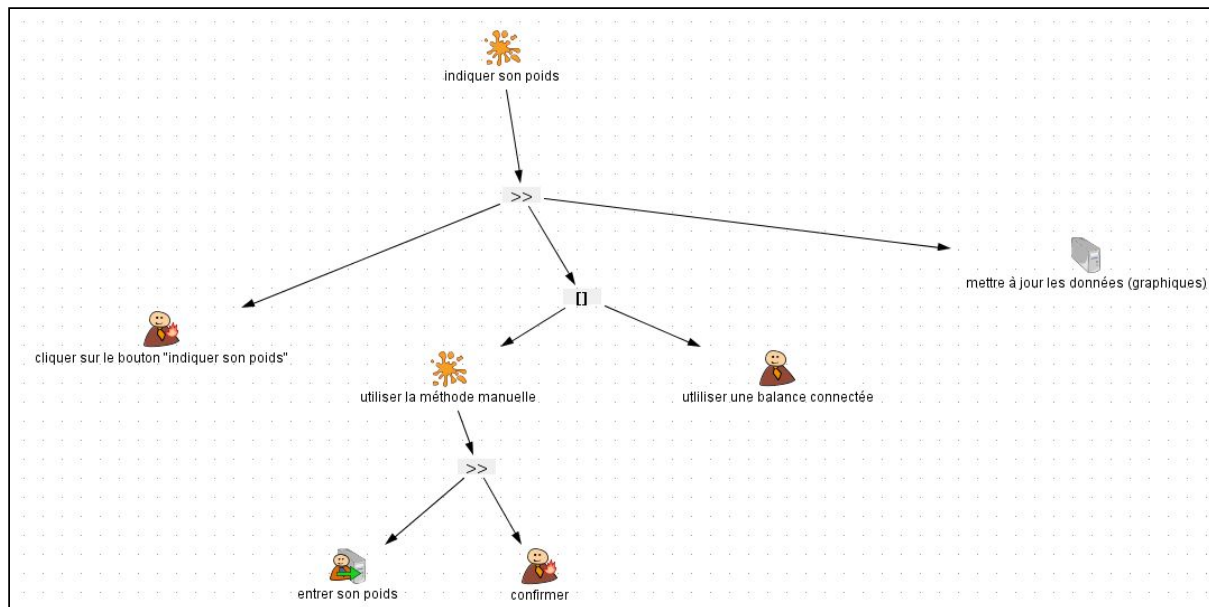 indiquer son poids
>>
mettre à jour les données (graphiques)
[]
cliquer sur le bouton "indiquer son poids"
utiliser la méthode manuelle
utliliser une balance connectée
>>
entrer son poids
confirmer